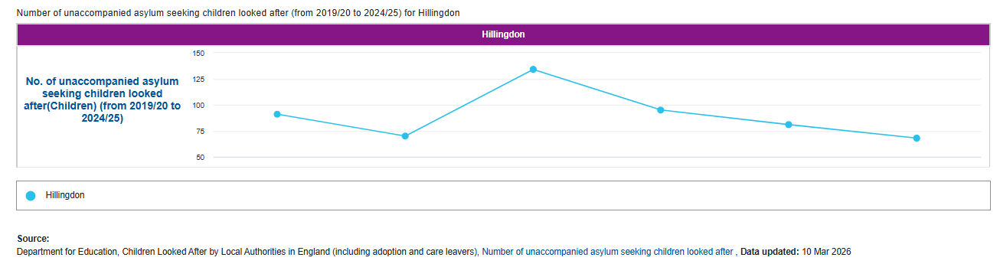 Number of unaccompanied asylum seeking children looked after (from 2019/20 to 2024/25) for Hillingdon
Hillingdon
No. of unaccompanied asylum
seeking children looked
after(Children) (from 2019/20 to
2024/25)
150
125
100
75
50
Hillingdon
Source:
Department for Education, Children Looked After by Local Authorities in England (including adoption and care leavers), Number of unaccompanied asylum seeking children looked after , Data updated: 10 Mar 2026